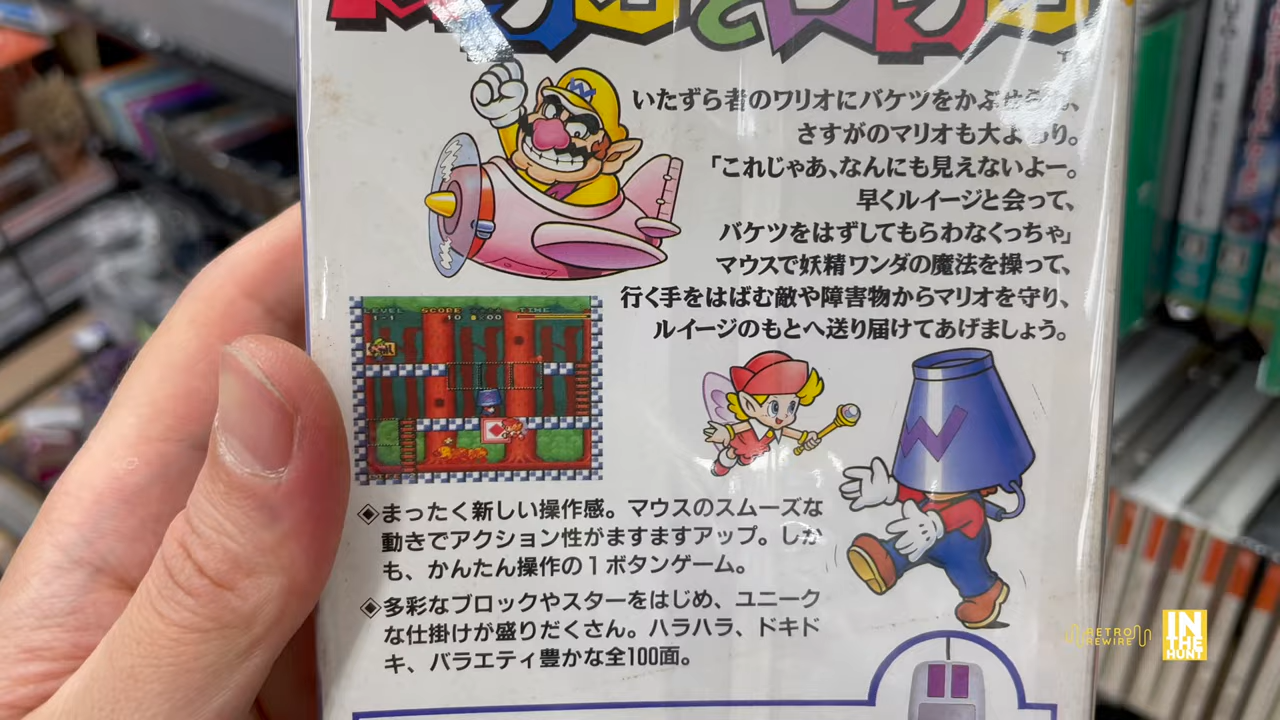 いたずら者のワリオにバケツをかぶせられ、
さすがのマリオも大よわり。
「これじゃあ、なんにも見えないよー。
早くルイージと会って、
バケツをはずしてもらわなくっちゃ」
マウスで妖精ワンダの魔法を操って、
行く手をはばむ敵や障害物からマリオを守り、
ルイージのもとへ送り届けてあげましょう。
LEVEL SCORE TIME
1-1
W
◈まったく新しい操作感。マウスのスムーズな
動きでアクション性がますますアップ。しか
も、かんたん操作の1ボタンゲーム。
◈多彩なブロックやスターをはじめ、ユニーク
な仕掛けが盛りだくさん。ハラハラ、ドキド
キ、バラエティ豊かな全100面。
RETRO
REWIRE
IN
THE
HUNT